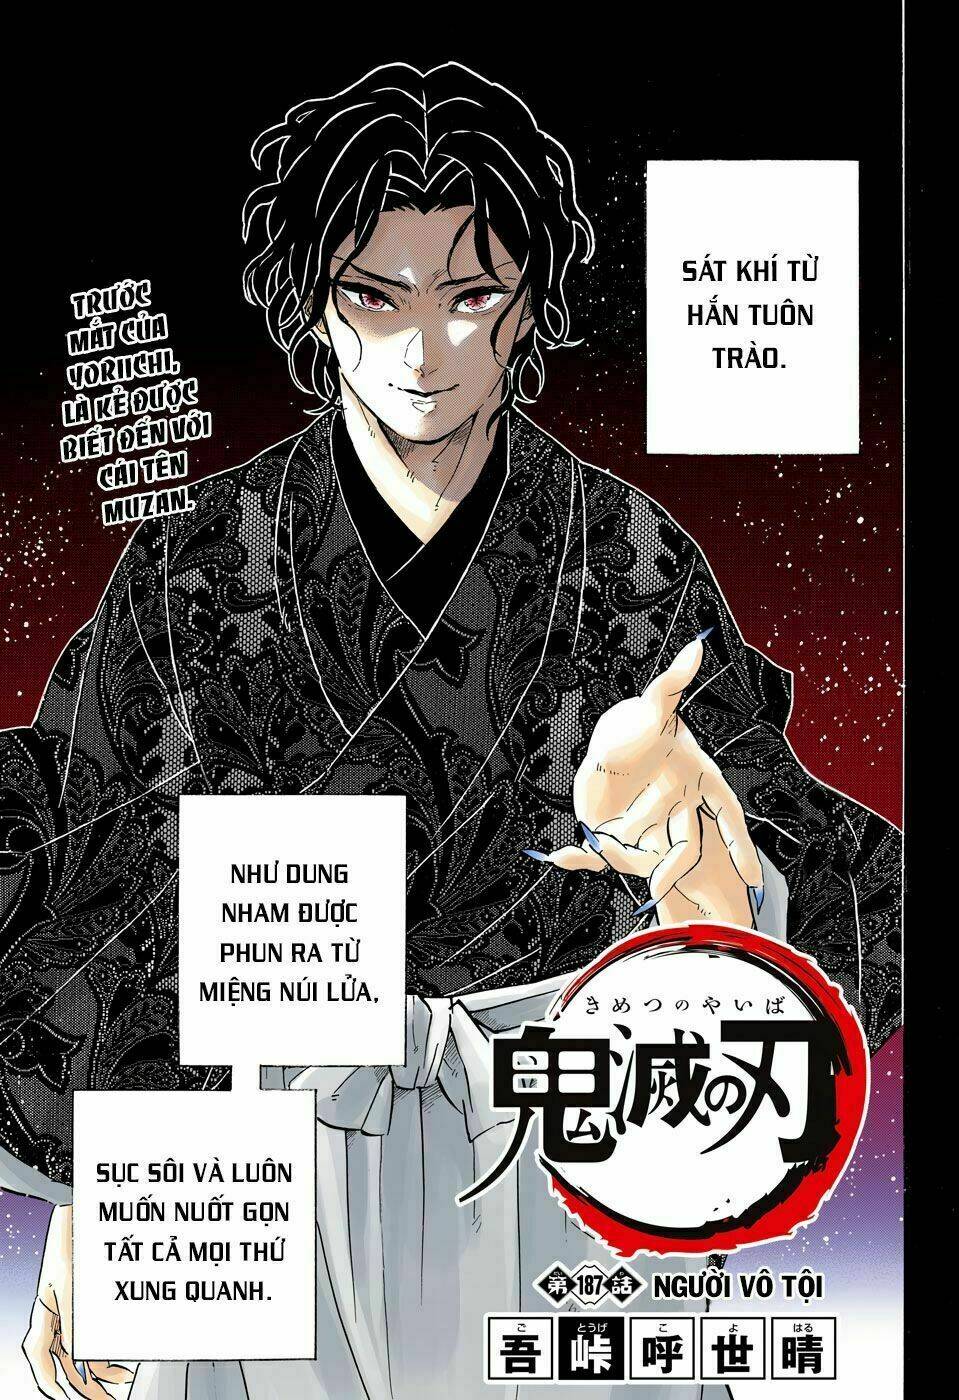 SÁT KHÍ TỪ
HẮN TUÔN
TRÀO.
TRƯỚC
MẮT CỦA
YORIICHI,
LÀ KẺ ĐƯỢC
BIẾT ĐẾN VỚI
CÁI TÊN
MUZAN.
NHƯ DUNG
NHAM ĐƯỢC
PHUN RA TỪ
MIỆNG NÚI LỬA,
SỤC SÔI VÀ LUÔN
MUỐN NUỐT GỌN
TẤT CẢ MỌI THỨ
XUNG QUANH.
きめつのやいば
鬼滅の刃
第187話 NGƯỜI VÔ TỘI
ご とうげ こ よ はる
吾峠呼世晴